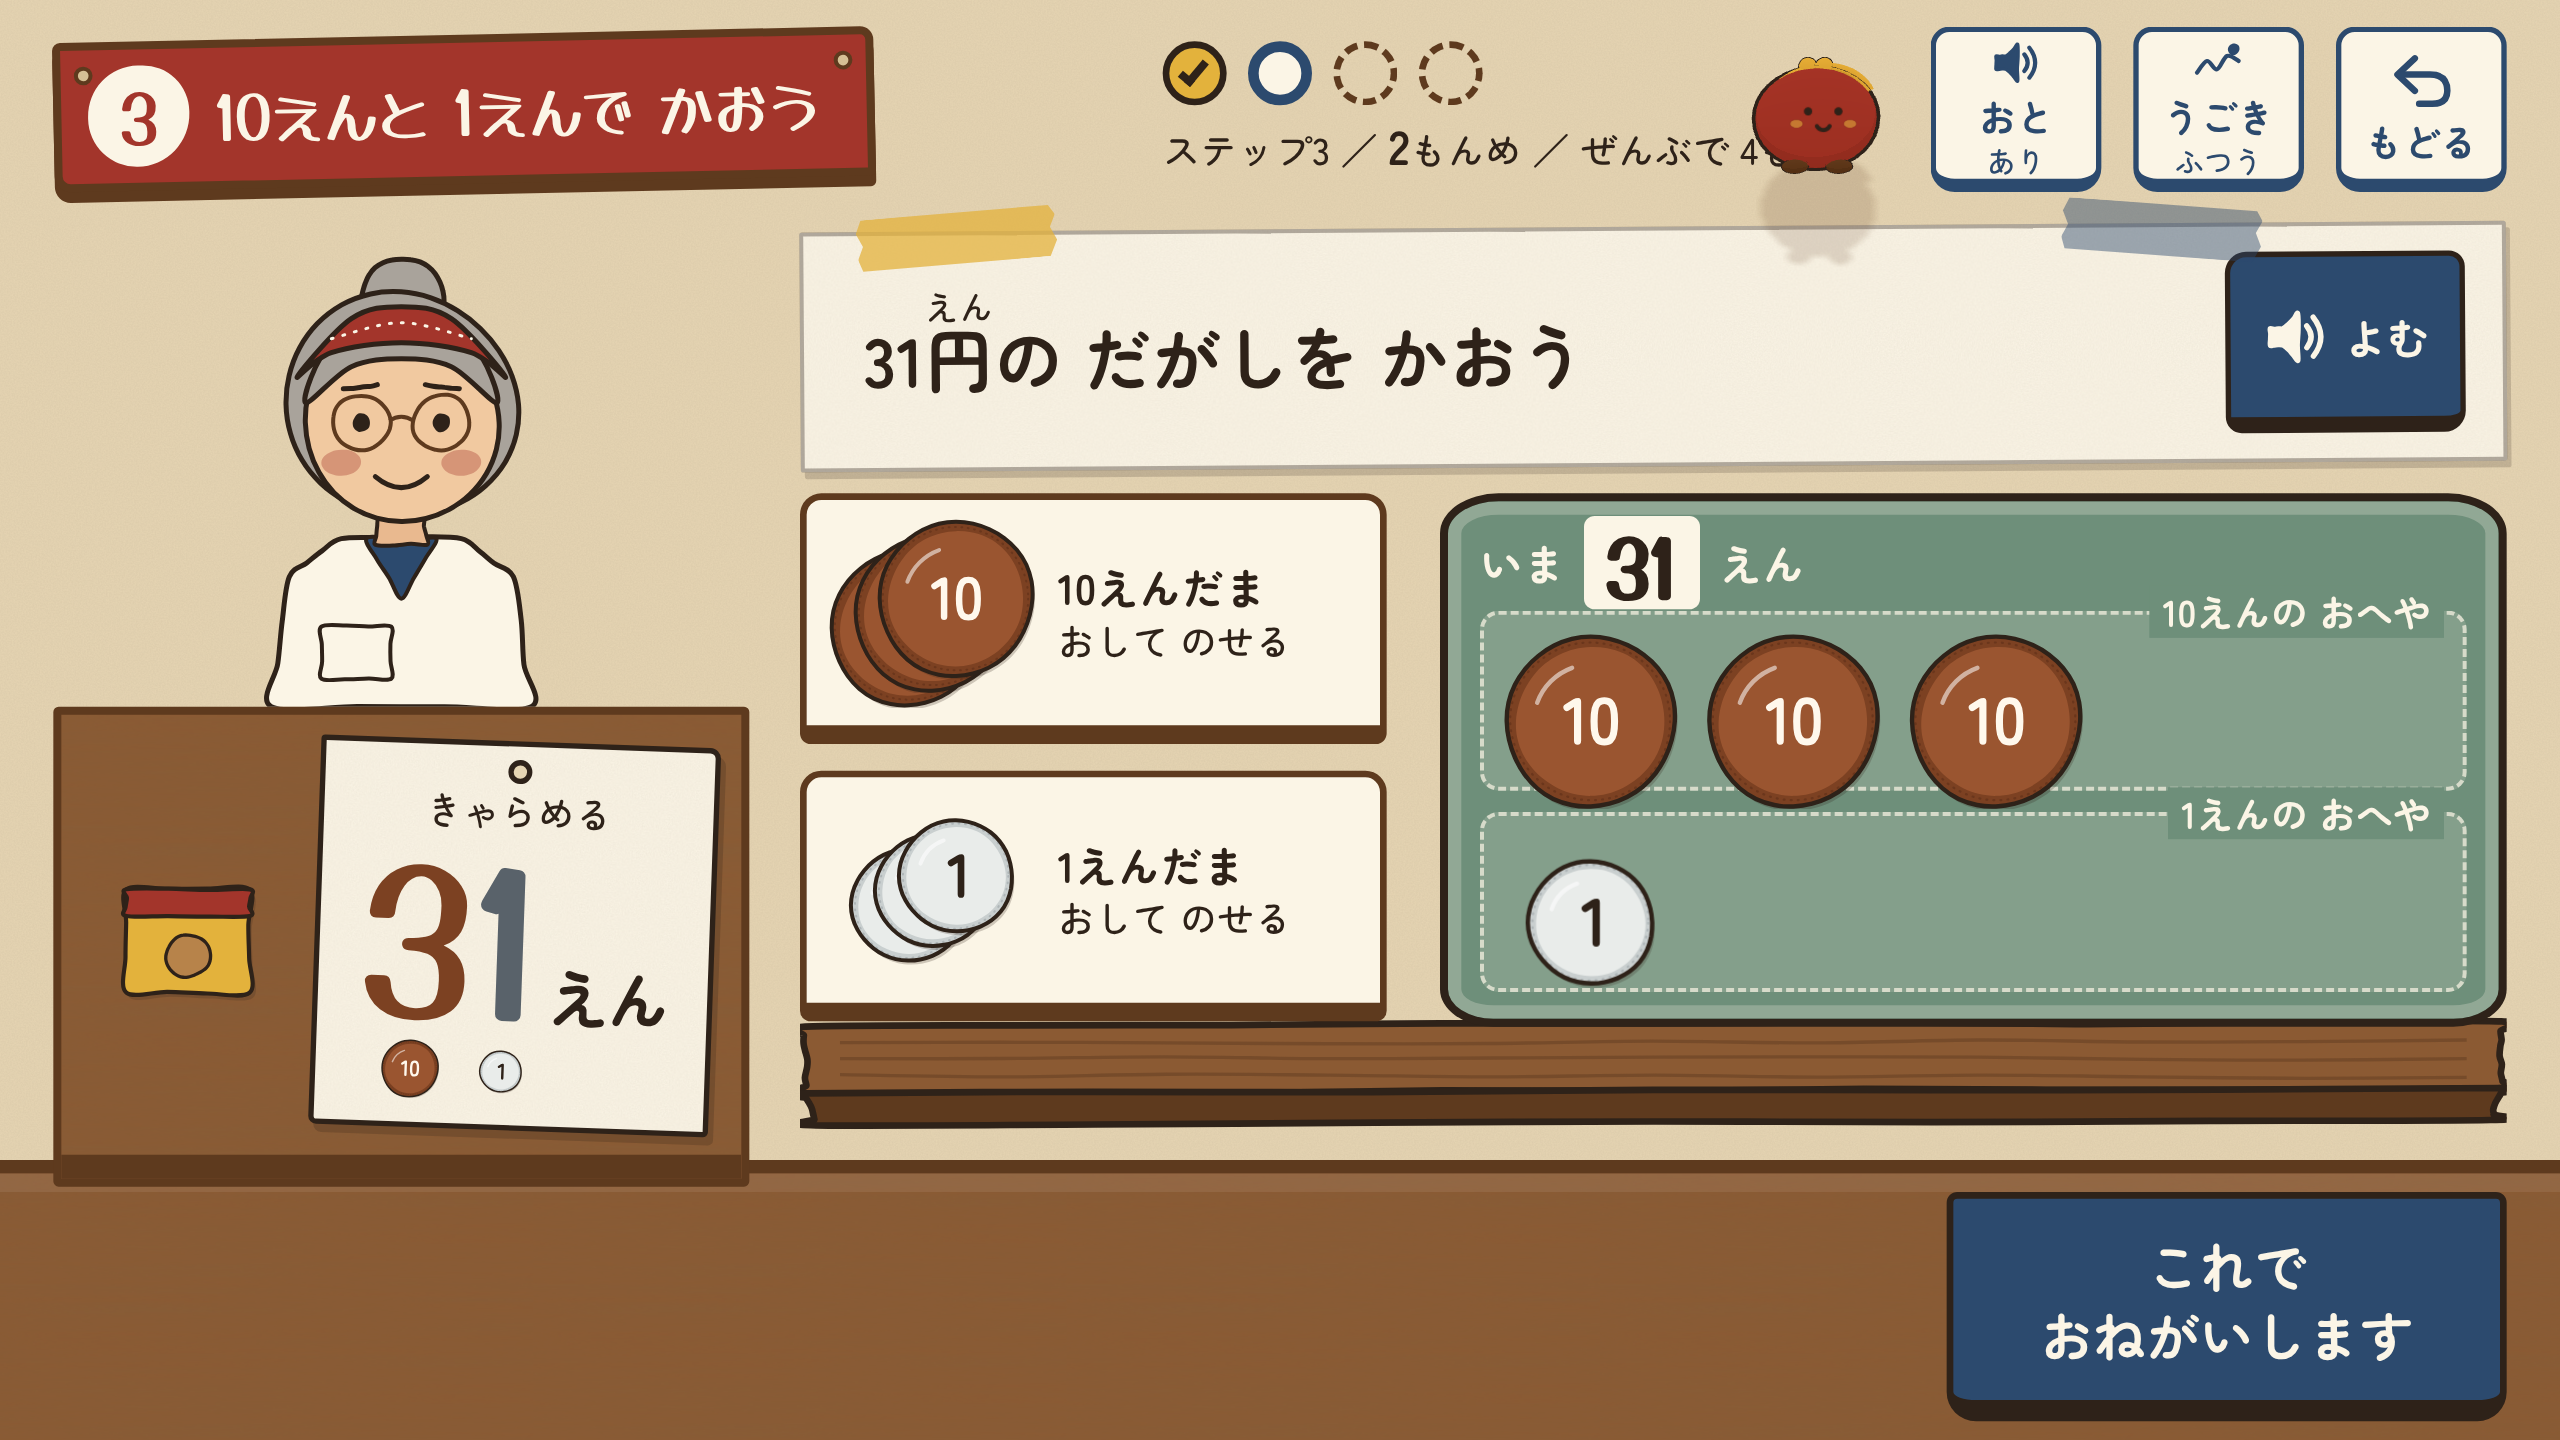 3 10えんと 1えんで かおう
ステップ3 ／ 2もんめ ／ ぜんぶで 4
おと
あり
うごき
ふつう
もどる
えん
31円の だがしを かおう
よむ
10
10えんだま
おして のせる
1
1えんだま
おして のせる
いま 31 えん
10えんの おへや
10 10 10
1えんの おへや
1
きゃらめる
31えん
10 1
これで
おねがいします